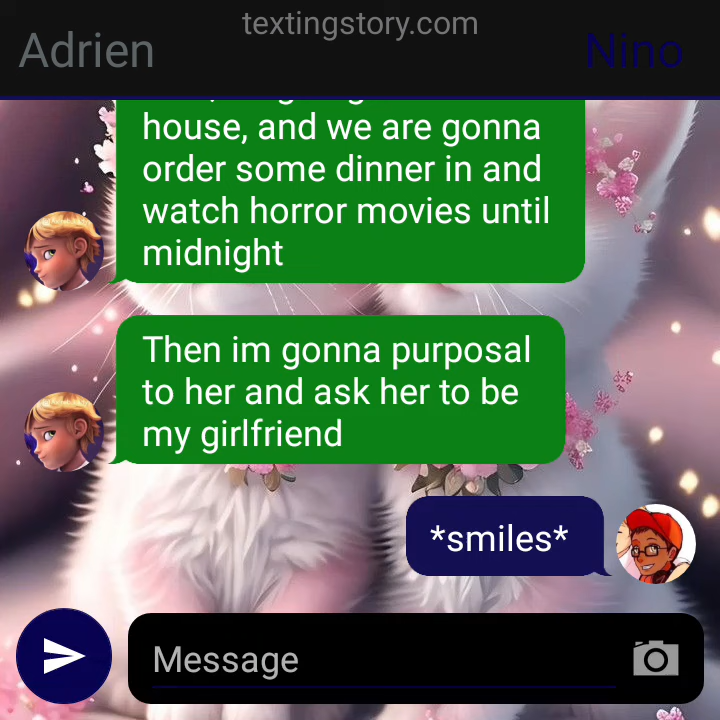 textingstory.com
Adrien
Nino
house, and we are gonna
order some dinner in and
watch horror movies until
midnight
Then im gonna purposal
to her and ask her to be
my girlfriend
*smiles*
Message